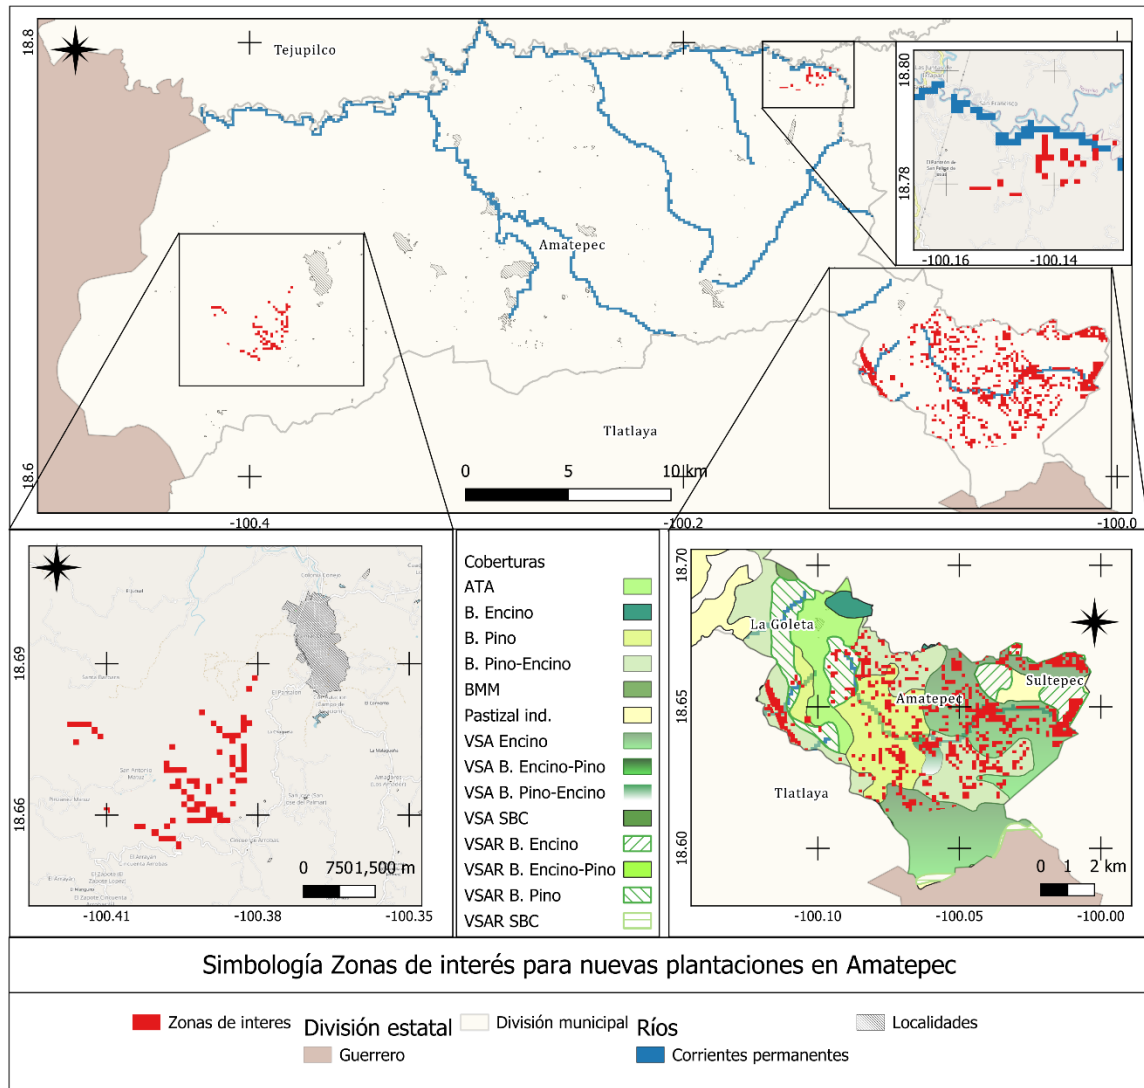 18.8
Tejupilco
-100.0
18.80
18.78
-100.16
-100.14
Amatepec
Tlatlaya
0 5 10 km
18.6
-100.4
-100.2
18.69
18.66
San Antonio
0 750 1,500 m
-100.41
-100.38
-100.35
Coberturas
ATA
B. Encino
B. Pino
B. Pino-Encino
BMM
Pastizal ind.
VSA Encino
VSA B. Encino-Pino
VSA B. Pino-Encino
VSA SBC
VSAR B. Encino
VSAR B. Encino-Pino
VSAR B. Pino
VSAR SBC
18.70
La Goleta
Sultepec
Amatepec
18.65
Tlatlaya
18.60
0 1 2 km
-100.10
-100.05
-100.00
Simbología Zonas de interés para nuevas plantaciones en Amatepec
Zonas de interes
División estatal
División municipal
Ríos
Localidades
Guerrero
Corrientes permanentes